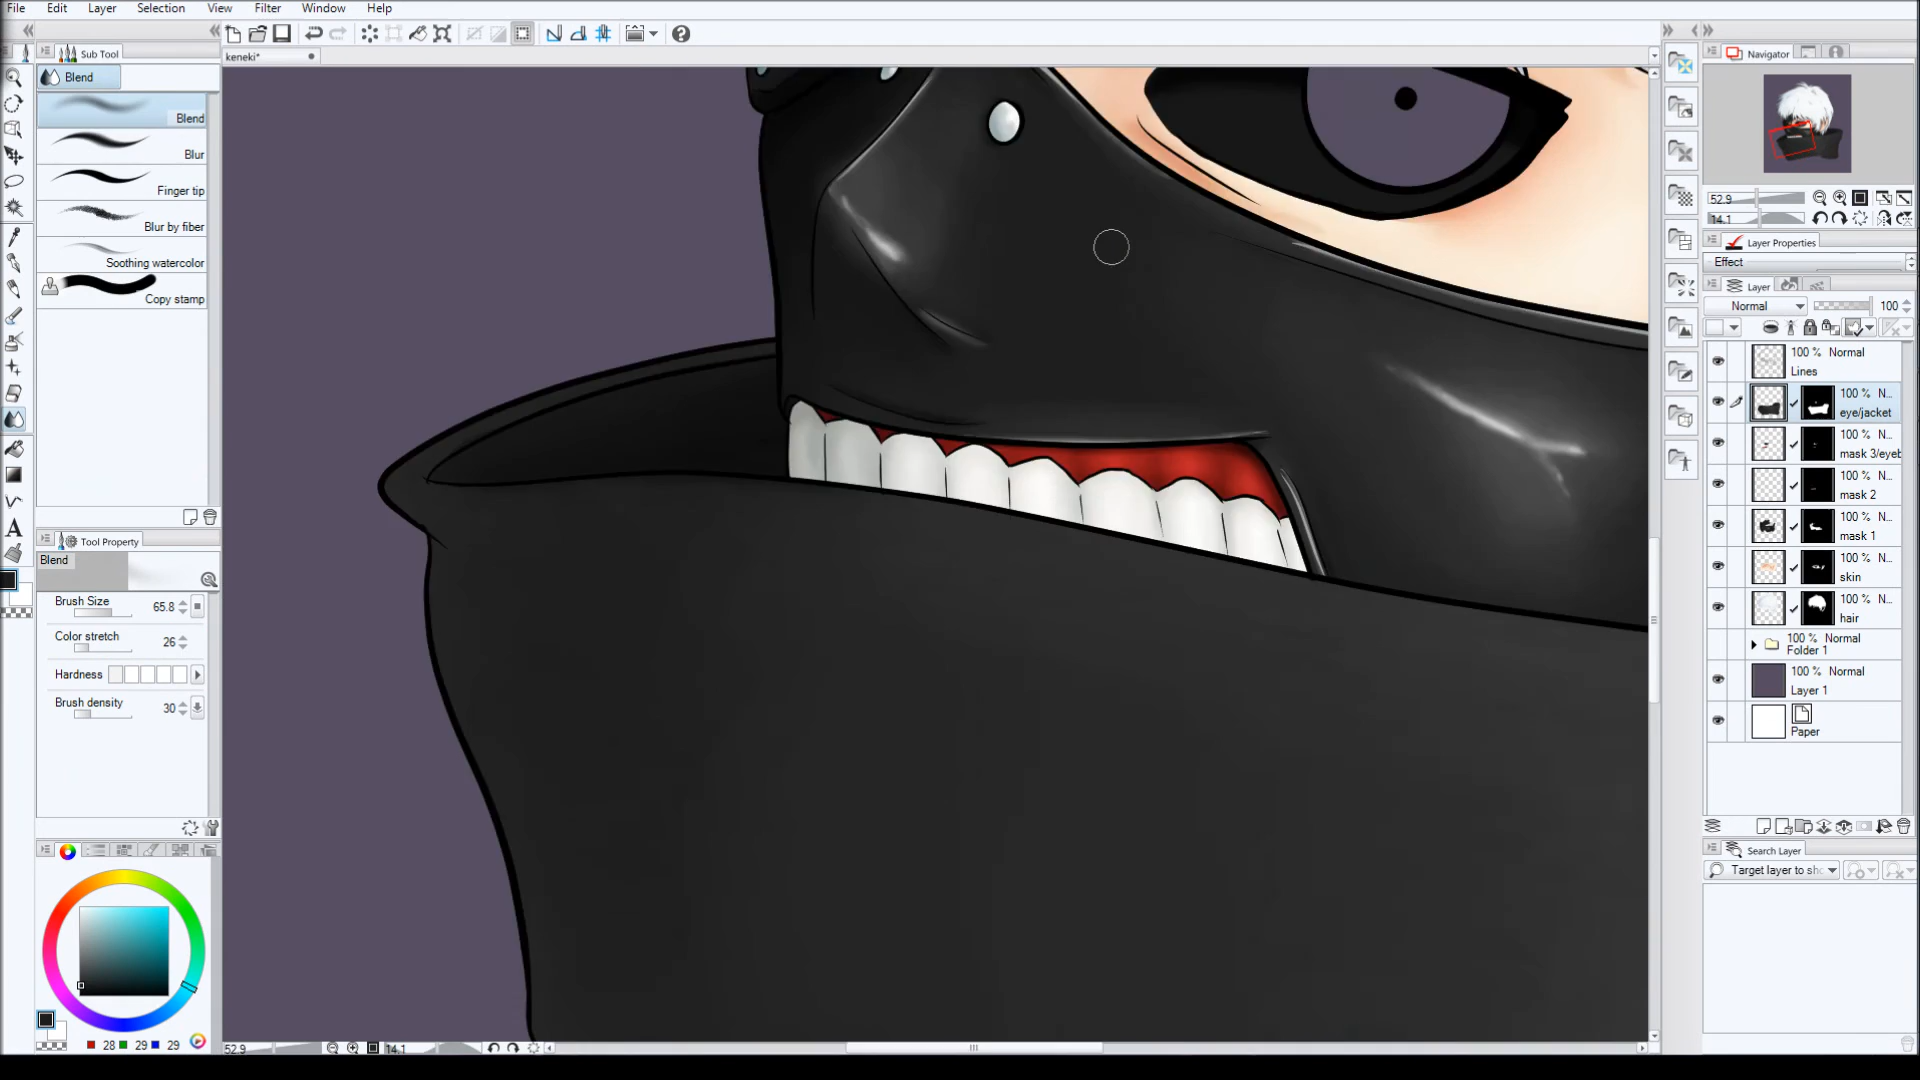 File Edit Layer Selection View Filter Window Help
Sub Tool
keneki*
Navigator
Blend
Blend
Blur
Finger tip
Blur by fiber
Soothing watercolor
Copy stamp
52.9
14.1
Layer Properties
Effect
Layer
Normal 100
100 % Normal
Lines
100 % N...
eye/jacket
100 % N...
mask 3/eyeb
100 % N...
mask 2
100 % N...
mask 1
100 % N...
skin
100 % N...
hair
100 % Normal
Folder 1
100 % Normal
Layer 1
Paper
Tool Property
Blend
Brush Size 65.8
Color stretch 26
Hardness
Brush density 30
Search Layer
Target layer to sho
A
28 29 29
52.9 14.1